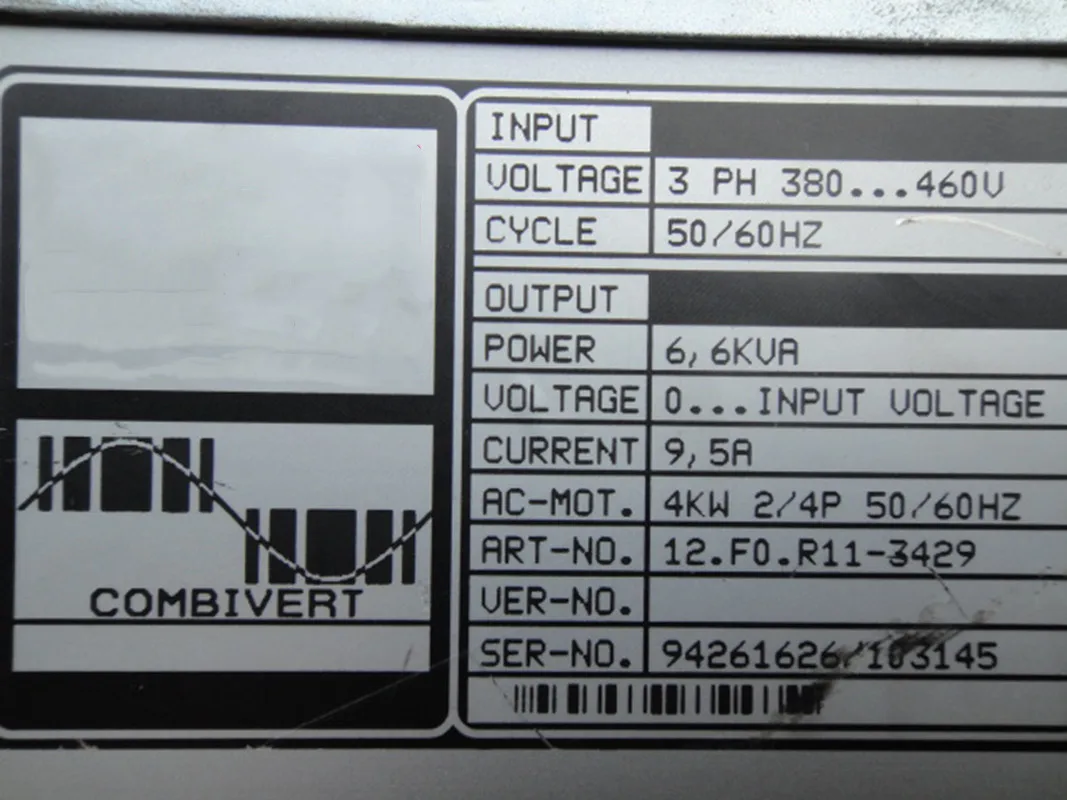 INPUT
VOLTAGE 3 PH 380...460V
CYCLE 50/60HZ
OUTPUT
POWER 6,6KVA
VOLTAGE 0...INPUT VOLTAGE
CURRENT 9,5A
AC-MOT. 4KW 2/4P 50/60HZ
ART-NO. 12.F0.R11-3429
VER-NO.
SER-NO. 94261626/103145
COMBIVERT